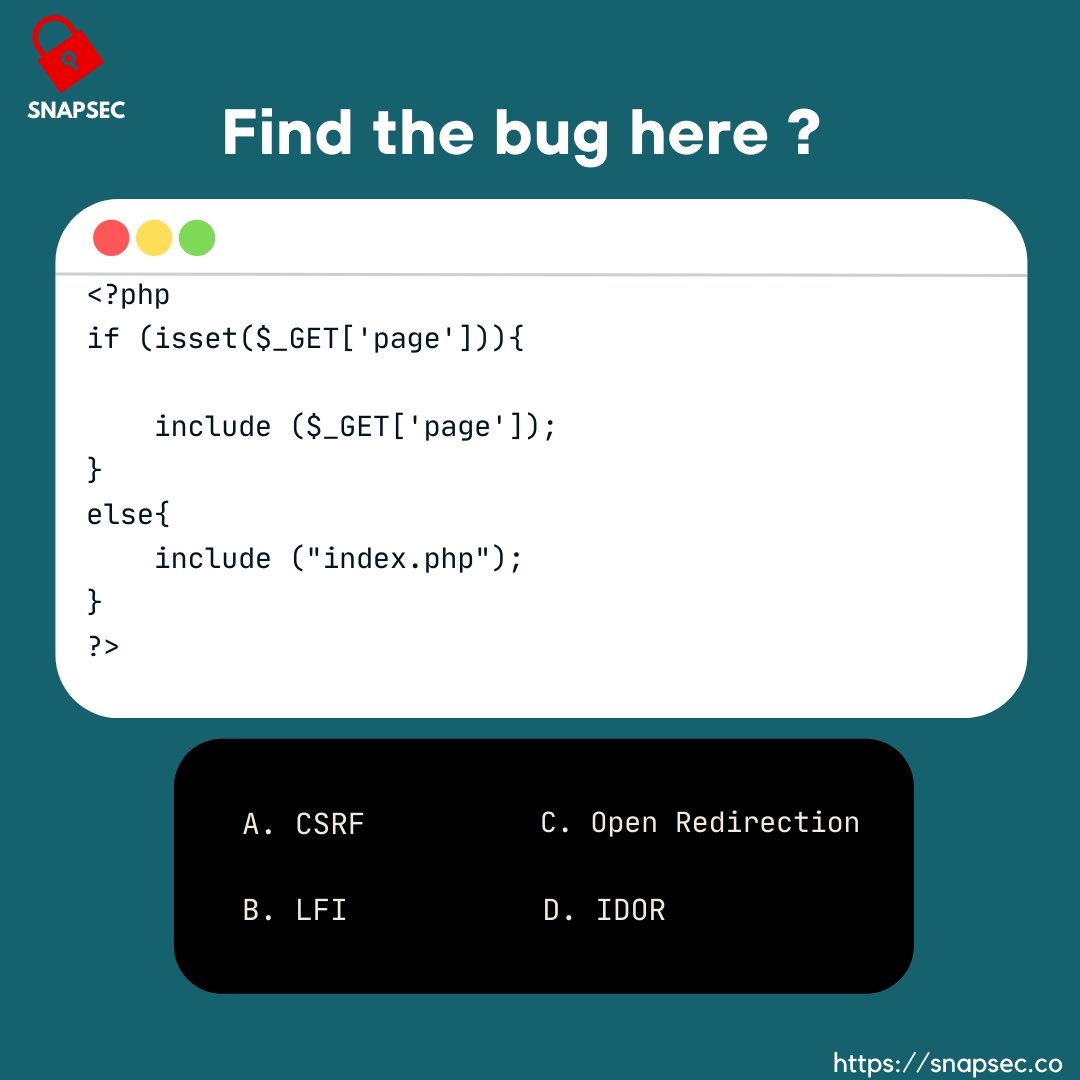 SNAPSEC
Find the bug here ?
<?php
if (isset($_GET['page'])){
    include ($_GET['page']);
}
else{
    include ("index.php");
}
?>
A. CSRF
C. Open Redirection
B. LFI
D. IDOR
https://snapsec.co